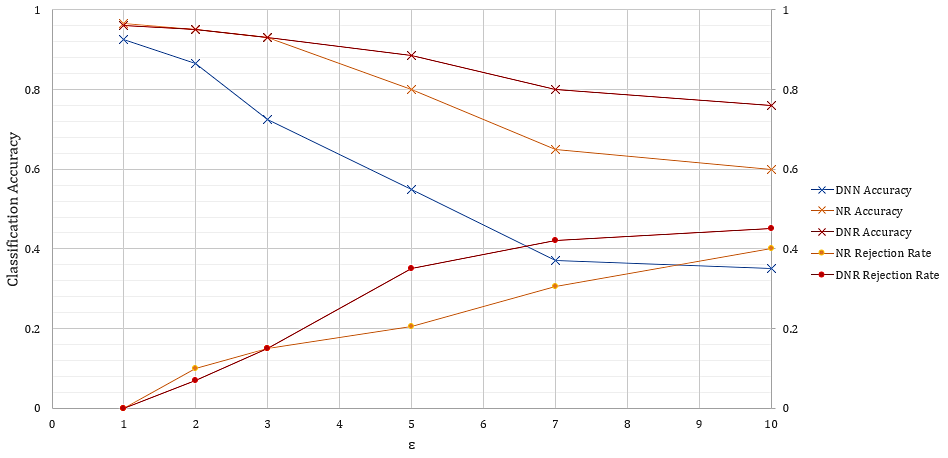 Classification Accuracy
1
0.8
0.6
0.4
0.2
0
1
0.8
0.6
0.4
0.2
0
0 1 2 3 4 5 6 7 8 9 10
ε
DNN Accuracy
NR Accuracy
DNR Accuracy
NR Rejection Rate
DNR Rejection Rate